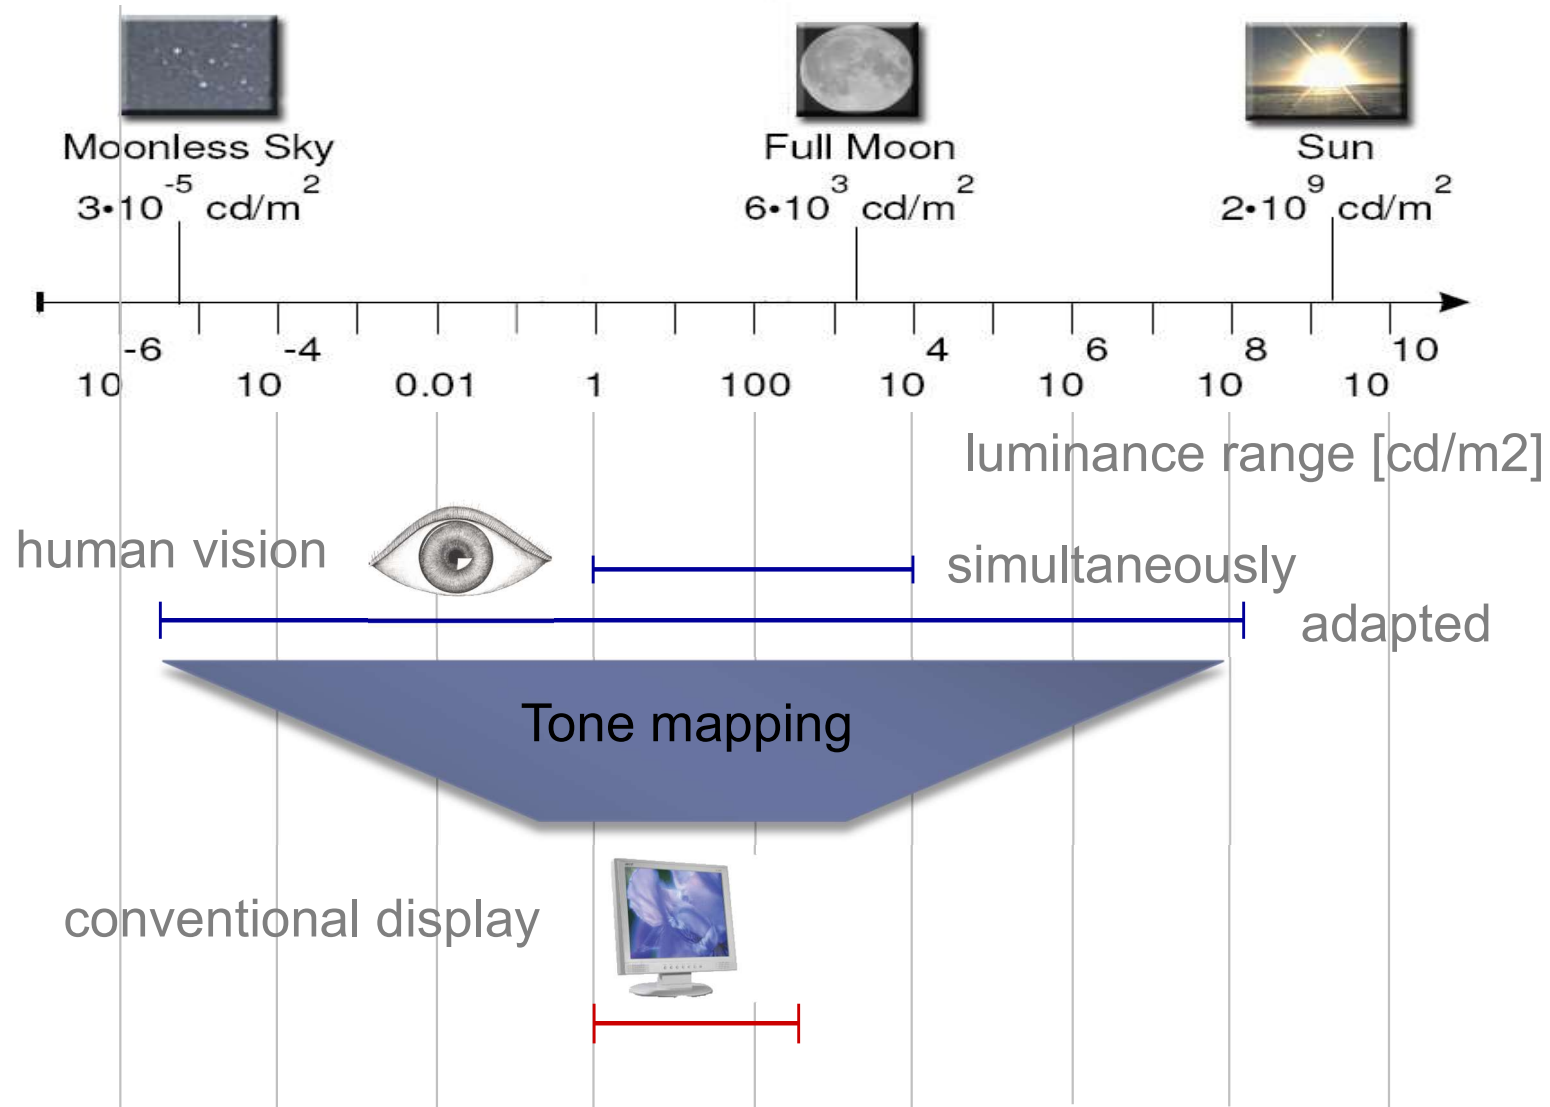 Moonless Sky
3•10⁻⁵ cd/m²
Full Moon
6•10³ cd/m²
Sun
2•10⁹ cd/m²
10⁻⁶ 10⁻⁴ 0.01 1 100 10⁴ 10⁶ 10⁸ 10¹⁰
luminance range [cd/m2]
human vision
simultaneously
adapted
Tone mapping
conventional display